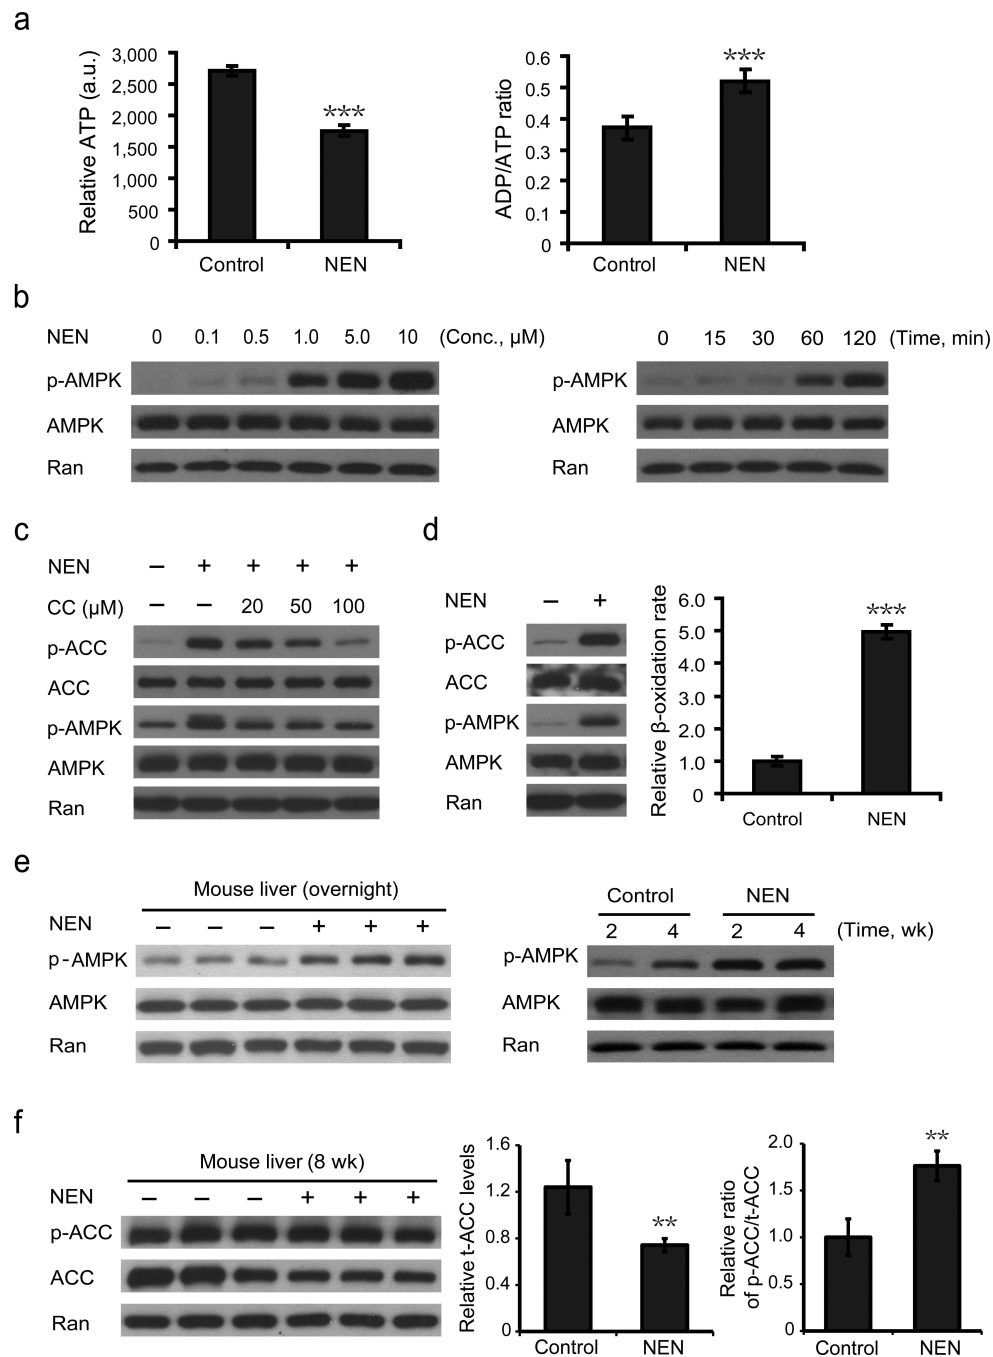 a
Relative ATP (a.u.)
3,000
2,500
2,000
1,500
1,000
500
0
***
Control NEN
ADP/ATP ratio
0.6
0.5
0.4
0.3
0.2
0.1
0
***
Control NEN
b
NEN 0 0.1 0.5 1.0 5.0 10 (Conc., µM)
p-AMPK
AMPK
Ran
0 15 30 60 120 (Time, min)
p-AMPK
AMPK
Ran
c
NEN – + + + +
CC (µM) – – 20 50 100
p-ACC
ACC
p-AMPK
AMPK
Ran
d
NEN – +
p-ACC
ACC
p-AMPK
AMPK
Ran
Relative β-oxidation rate
6.0
5.0
4.0
3.0
2.0
1.0
0
***
Control NEN
e
Mouse liver (overnight)
NEN – – – + + +
p-AMPK
AMPK
Ran
Control NEN
2 4 2 4 (Time, wk)
p-AMPK
AMPK
Ran
f
Mouse liver (8 wk)
NEN – – – + + +
p-ACC
ACC
Ran
Relative t-ACC levels
1.6
1.2
0.8
0.4
0
**
Control NEN
Relative ratio
of p-ACC/t-ACC
2.0
1.5
1.0
0.5
0
**
Control NEN